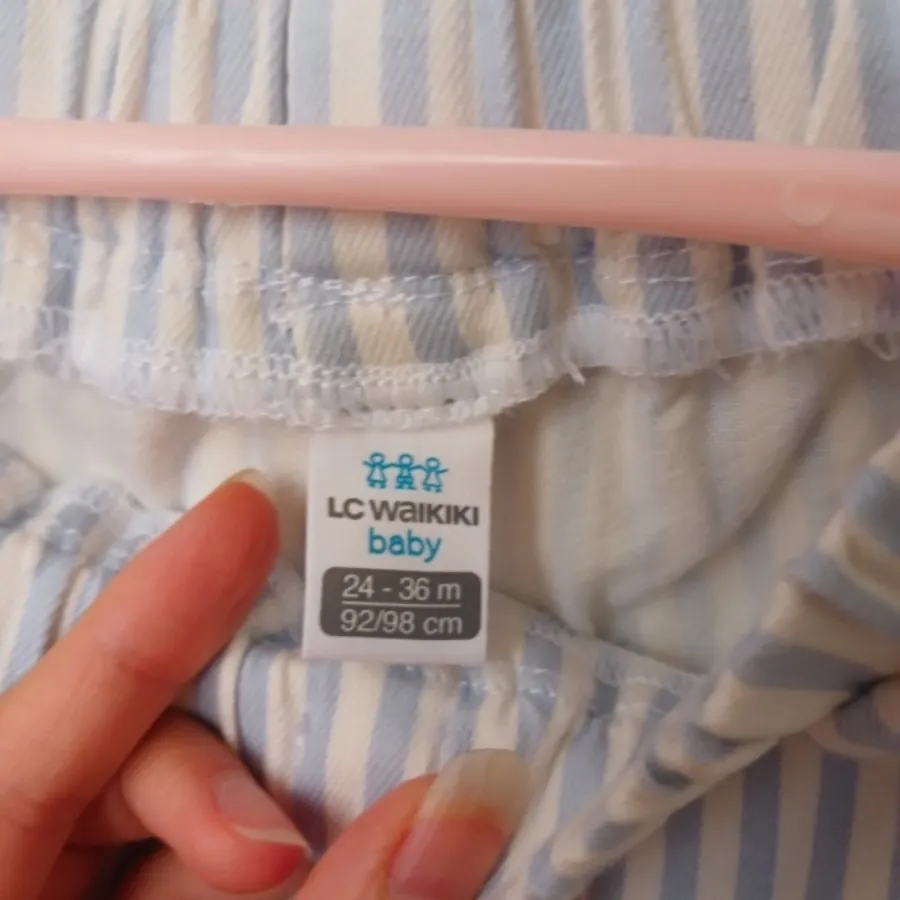 LC WAIKIKI
baby
24 - 36 m
92/98 cm